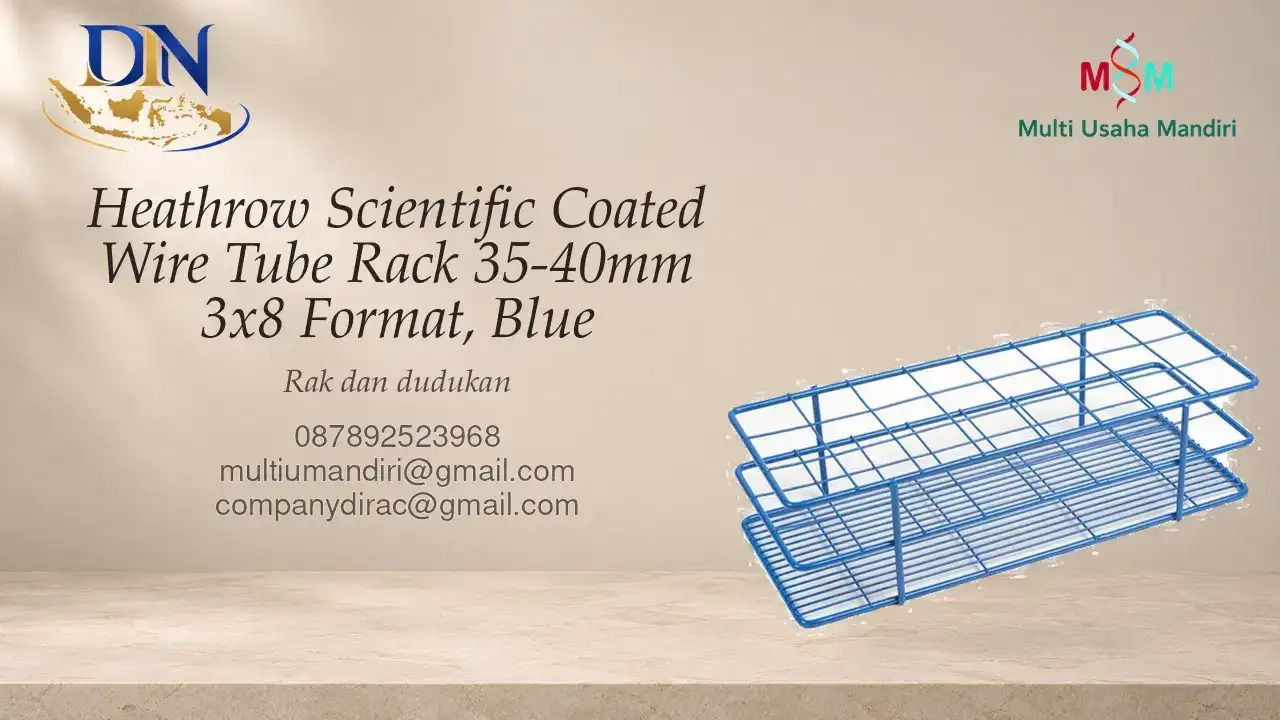 DIN
MSM
Multi Usaha Mandiri
Heathrow Scientific Coated
Wire Tube Rack 35-40mm
3x8 Format, Blue
Rak dan dudukan
087892523968
multiumandiri@gmail.com
companydirac@gmail.com